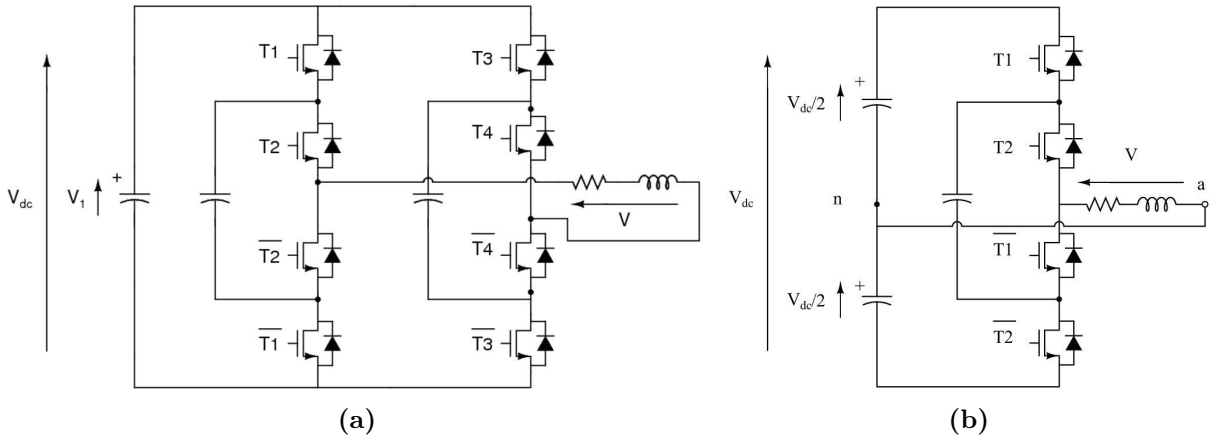 T1
T3
T2
T4
V_dc
V_1
+
V
T̅2̅
T̅4̅
T̅1̅
T̅3̅
(a)
V_dc/2
+
T1
T2
V
a
V_dc
n
T̅1̅
V_dc/2
+
T̅2̅
(b)